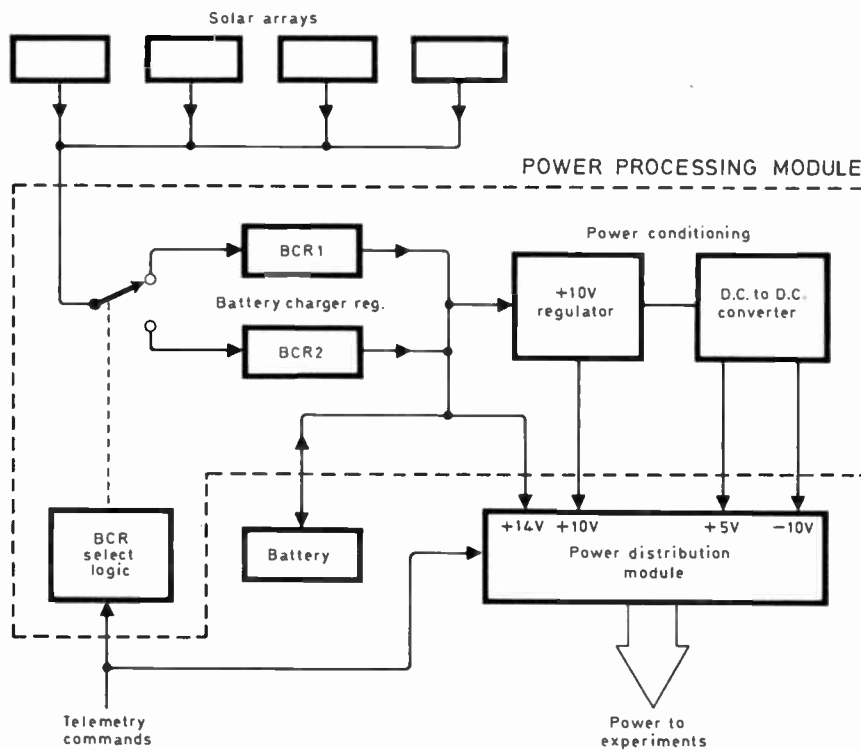 Solar arrays
POWER PROCESSING MODULE
BCR1
Battery charger reg.
BCR2
Power conditioning
+10V
regulator
D.C. to D.C.
converter
BCR
select
logic
Battery
+14V +10V +5V -10V
Power distribution
module
Telemetry
commands
Power to
experiments